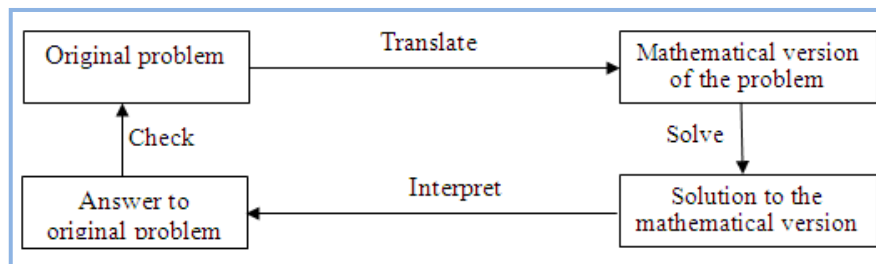 Original problem
Translate
Mathematical version
of the problem
Check
Solve
Answer to
original problem
Interpret
Solution to the
mathematical version